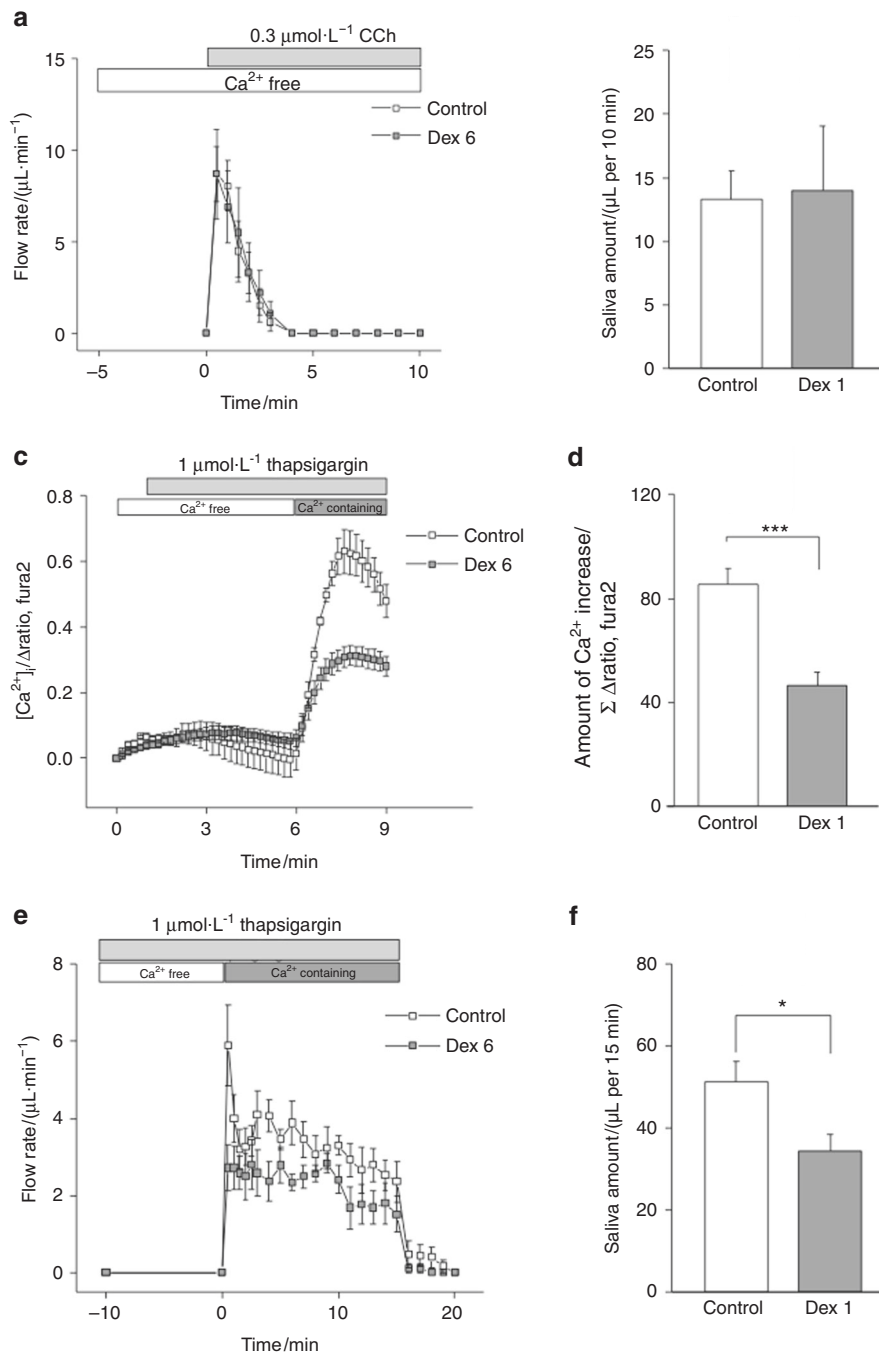 a
0.3 μmol·L⁻¹ CCh
Ca²⁺ free
Control
Dex 6
Flow rate/(μL·min⁻¹)
15
10
5
0
−5
0
5
10
Time/min
Saliva amount/(μL per 10 min)
25
20
15
10
5
0
Control
Dex 1
c
1 μmol·L⁻¹ thapsigargin
Ca²⁺ free
Ca²⁺ containing
Control
Dex 6
[Ca²⁺]ᵢ/Δratio, fura2
0.8
0.6
0.4
0.2
0.0
0
3
6
9
Time/min
d
Amount of Ca²⁺ increase/
Σ Δratio, fura2
120
80
40
0
***
Control
Dex 1
e
1 μmol·L⁻¹ thapsigargin
Ca²⁺ free
Ca²⁺ containing
Control
Dex 6
Flow rate/(μL·min⁻¹)
8
6
4
2
0
−10
0
10
20
Time/min
f
Saliva amount/(μL per 15 min)
80
60
40
20
0
*
Control
Dex 1